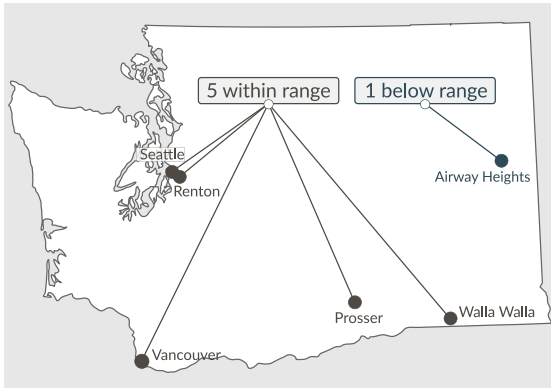 5 within range
1 below range
Seattle
Renton
Airway Heights
Prosser
Walla Walla
Vancouver